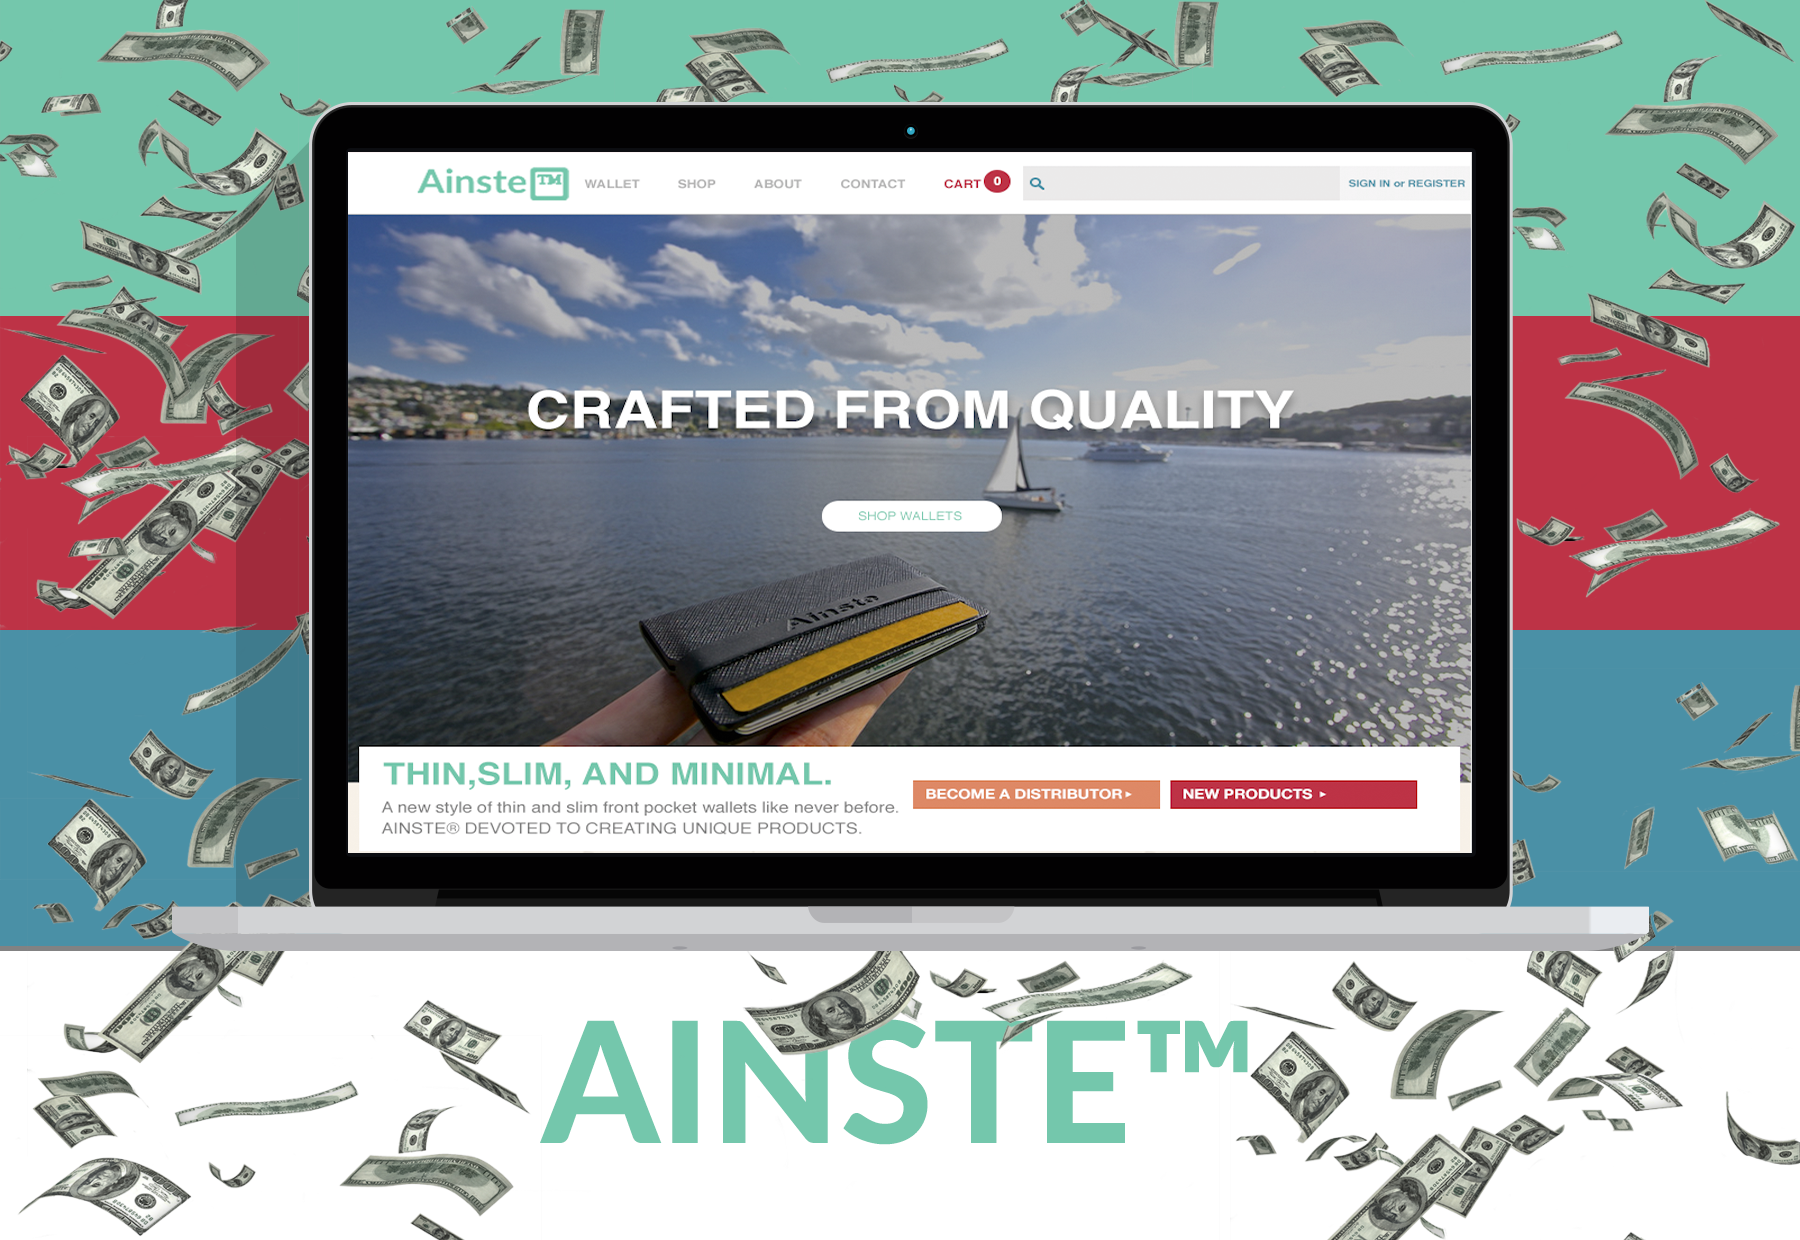 Ainste™
WALLET SHOP ABOUT CONTACT CART 0 SIGN IN or REGISTER
CRAFTED FROM QUALITY
SHOP WALLETS
Ainste
THIN,SLIM, AND MINIMAL.
A new style of thin and slim front pocket wallets like never before.
AINSTE® DEVOTED TO CREATING UNIQUE PRODUCTS.
BECOME A DISTRIBUTOR ▸
NEW PRODUCTS ▸
AINSTE™